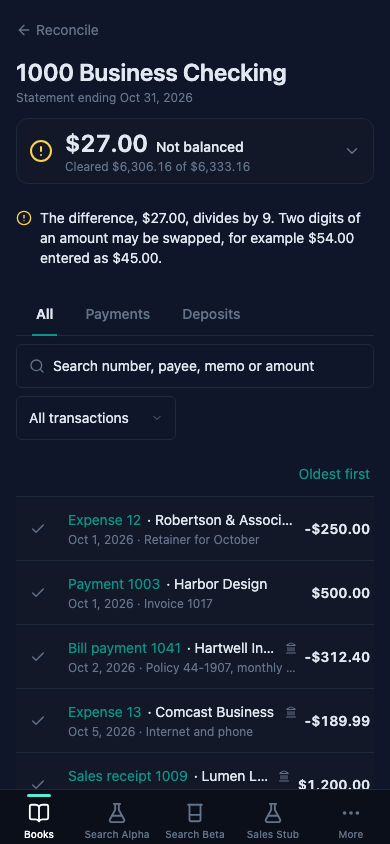 Reconcile
1000 Business Checking
Statement ending Oct 31, 2026
$27.00 Not balanced
Cleared $6,306.16 of $6,333.16
The difference, $27.00, divides by 9. Two digits of
an amount may be swapped, for example $54.00
entered as $45.00.
All Payments Deposits
Search number, payee, memo or amount
All transactions
Oldest first
Expense 12 · Robertson & Associ... -$250.00
Oct 1, 2026 · Retainer for October
Payment 1003 · Harbor Design $500.00
Oct 1, 2026 · Invoice 1017
Bill payment 1041 · Hartwell In... -$312.40
Oct 2, 2026 · Policy 44-1907, monthly ...
Expense 13 · Comcast Business -$189.99
Oct 5, 2026 · Internet and phone
Sales receipt 1009 · Lumen L... $1,200.00
Books Search Alpha Search Beta Sales Stub More